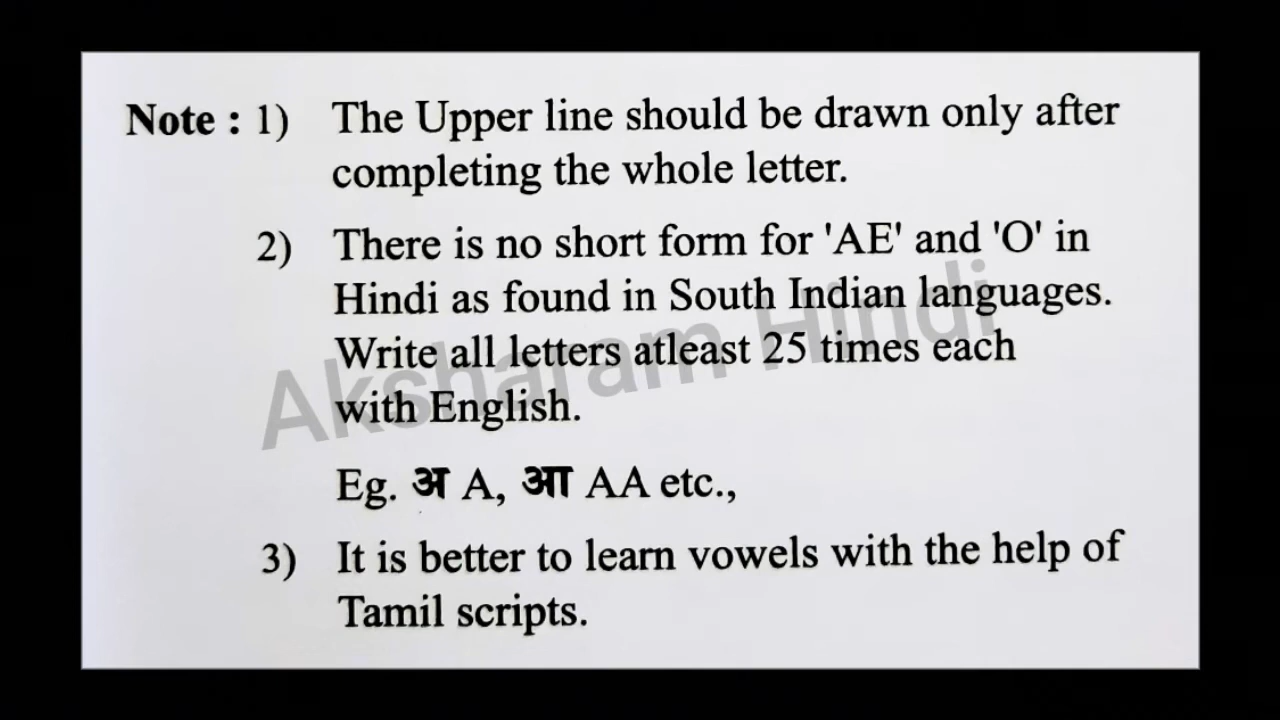 Note : 1) The Upper line should be drawn only after
completing the whole letter.
2) There is no short form for 'AE' and 'O' in
Hindi as found in South Indian languages.
Write all letters atleast 25 times each
with English.
Eg. अ A, आ AA etc.,
3) It is better to learn vowels with the help of
Tamil scripts.
Aksharam Hindi